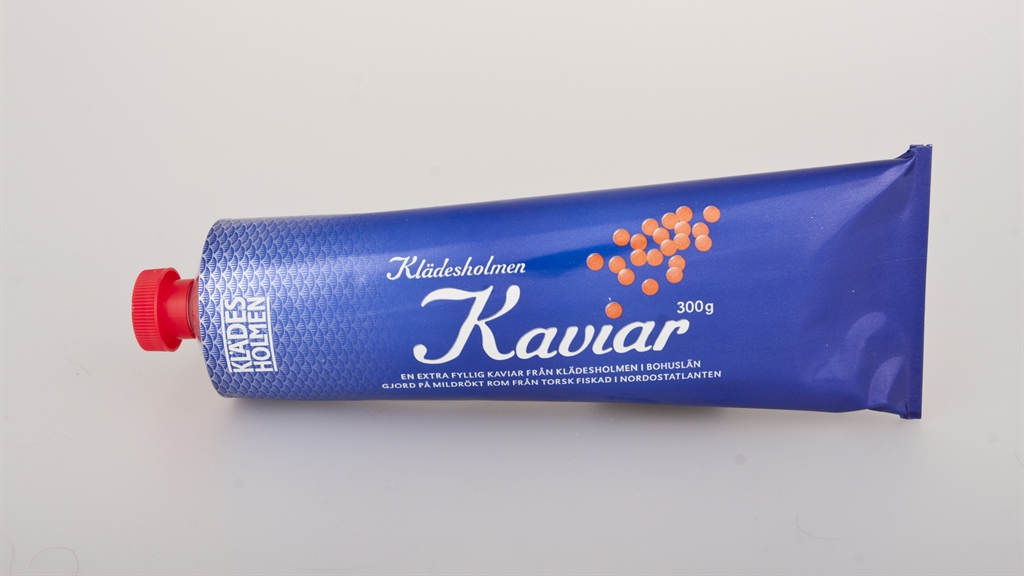 KLÄDES
HOLMEN
Klädesholmen
Kaviar
300g
EN EXTRA FYLLIG KAVIAR FRÅN KLÄDESHOLMEN I BOHUSLÄN
GJORD PÅ MILDRÖKT ROM FRÅN TORSK FISKAD I NORDOSTATLANTEN